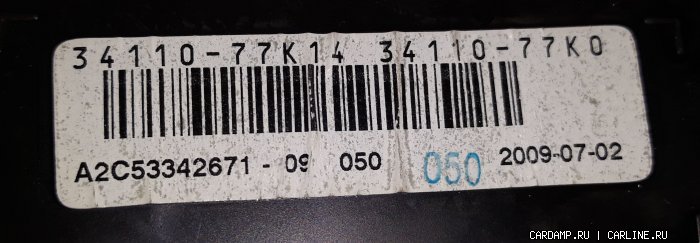 34110-77K14 34110-77K0
A2C53342671 - 09 050 050 2009-07-02
CARDAMP.RU | CARLINE.RU